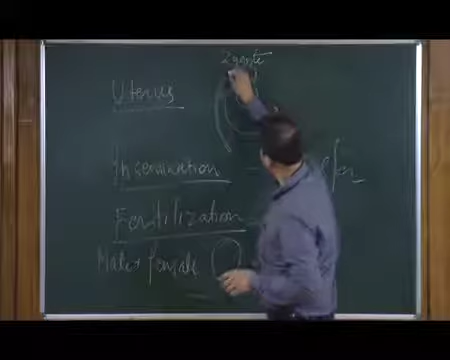 Zygote
Uterus
Insemination
Fertilization
Male + female